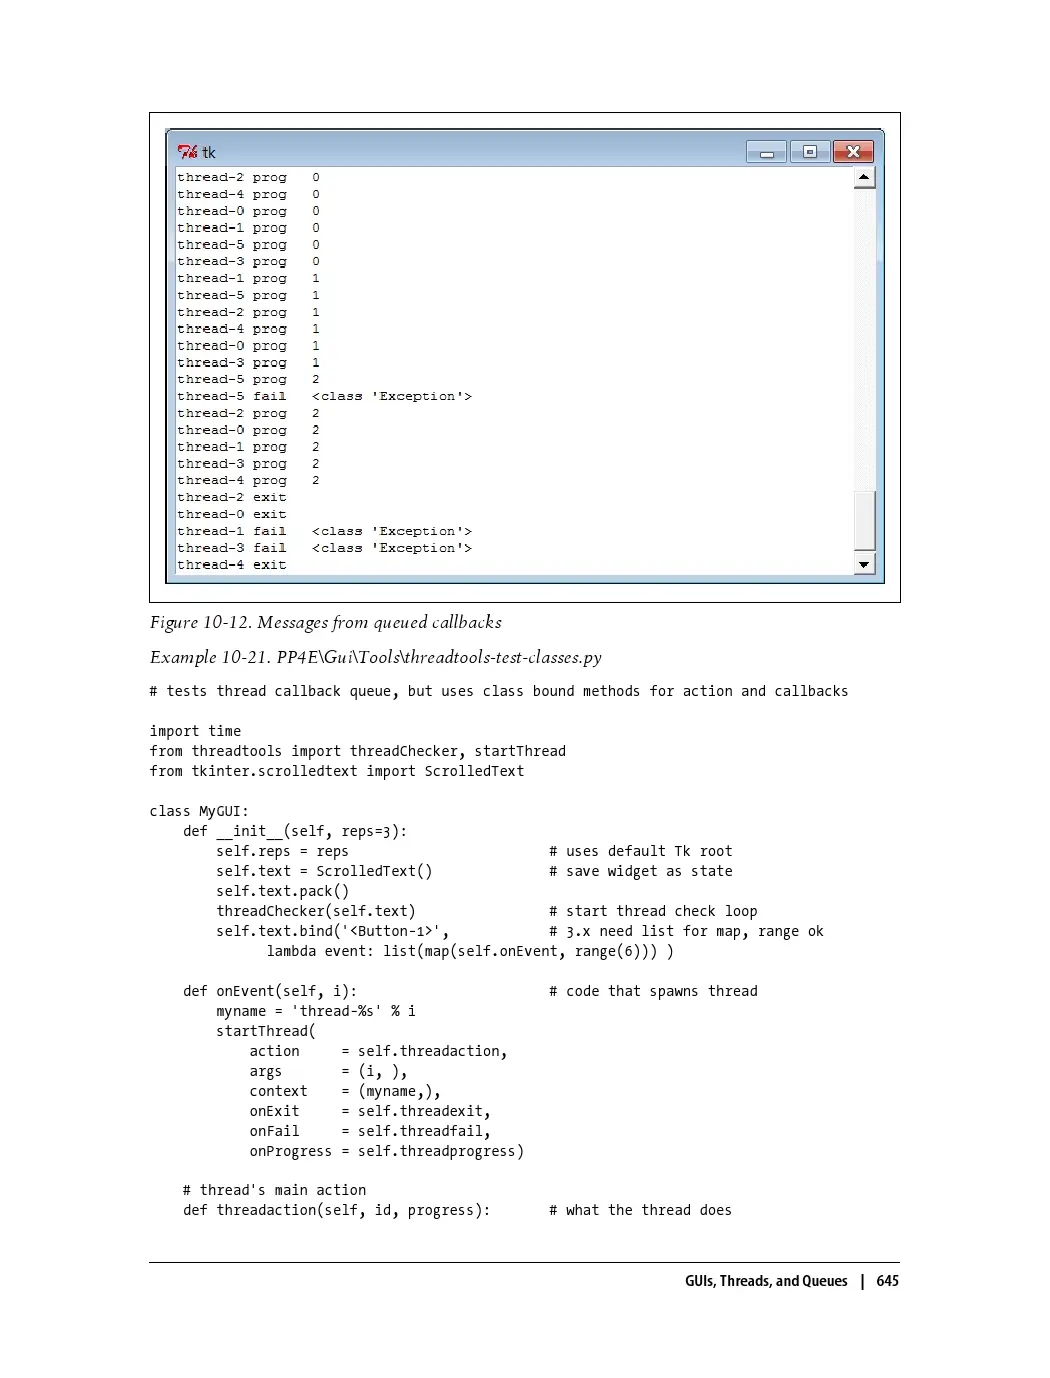 tk
thread-2 prog   0
thread-4 prog   0
thread-0 prog   0
thread-1 prog   0
thread-5 prog   0
thread-3 prog   0
thread-1 prog   1
thread-5 prog   1
thread-2 prog   1
thread-4 prog   1
thread-0 prog   1
thread-3 prog   1
thread-5 prog   2
thread-5 fail   <class 'Exception'>
thread-2 prog   2
thread-0 prog   2
thread-1 prog   2
thread-3 prog   2
thread-4 prog   2
thread-2 exit
thread-0 exit
thread-1 fail   <class 'Exception'>
thread-3 fail   <class 'Exception'>
thread-4 exit
Figure 10-12. Messages from queued callbacks
Example 10-21. PP4E\Gui\Tools\threadtools-test-classes.py
# tests thread callback queue, but uses class bound methods for action and callbacks
import time
from threadtools import threadChecker, startThread
from tkinter.scrolledtext import ScrolledText
class MyGUI:
    def __init__(self, reps=3):
        self.reps = reps                        # uses default Tk root
        self.text = ScrolledText()              # save widget as state
        self.text.pack()
        threadChecker(self.text)                # start thread check loop
        self.text.bind('<Button-1>',            # 3.x need list for map, range ok
              lambda event: list(map(self.onEvent, range(6))) )
    def onEvent(self, i):                       # code that spawns thread
        myname = 'thread-%s' % i
        startThread(
            action     = self.threadaction,
            args       = (i, ),
            context    = (myname,),
            onExit     = self.threadexit,
            onFail     = self.threadfail,
            onProgress = self.threadprogress)
    # thread's main action
    def threadaction(self, id, progress):       # what the thread does
GUIs, Threads, and Queues | 645